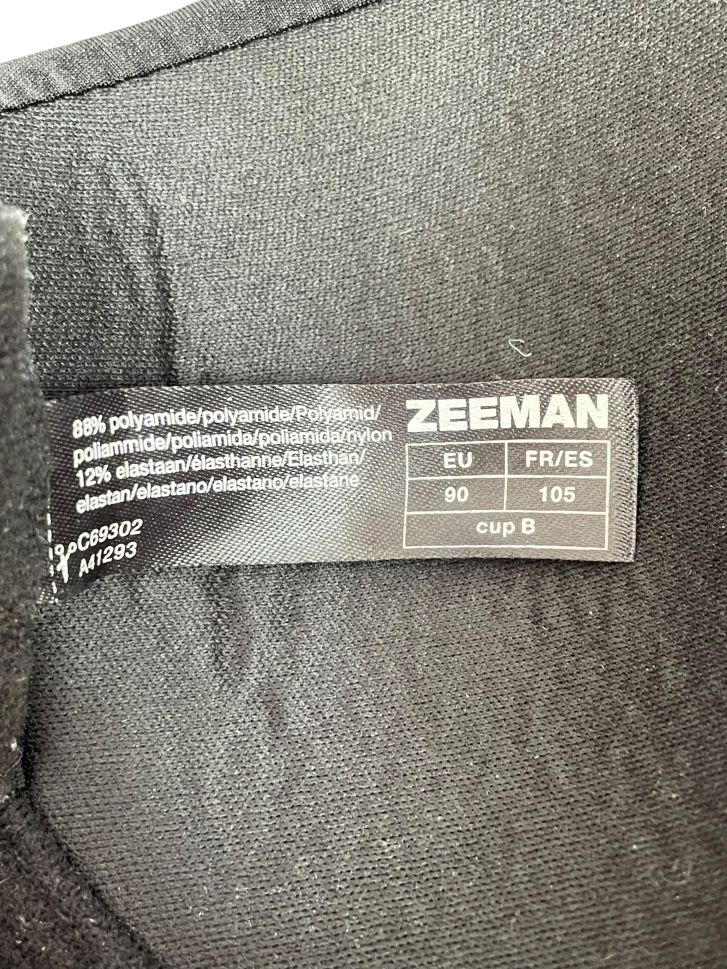 88% polyamide/polyamide/Polyamid/
poliammide/poliamida/poliamida/nylon
12% elastaan/élasthanne/Elasthan/
elastan/elastano/elastano/elastane
C69302
A41293
ZEEMAN
EU FR/ES
90 105
cup B